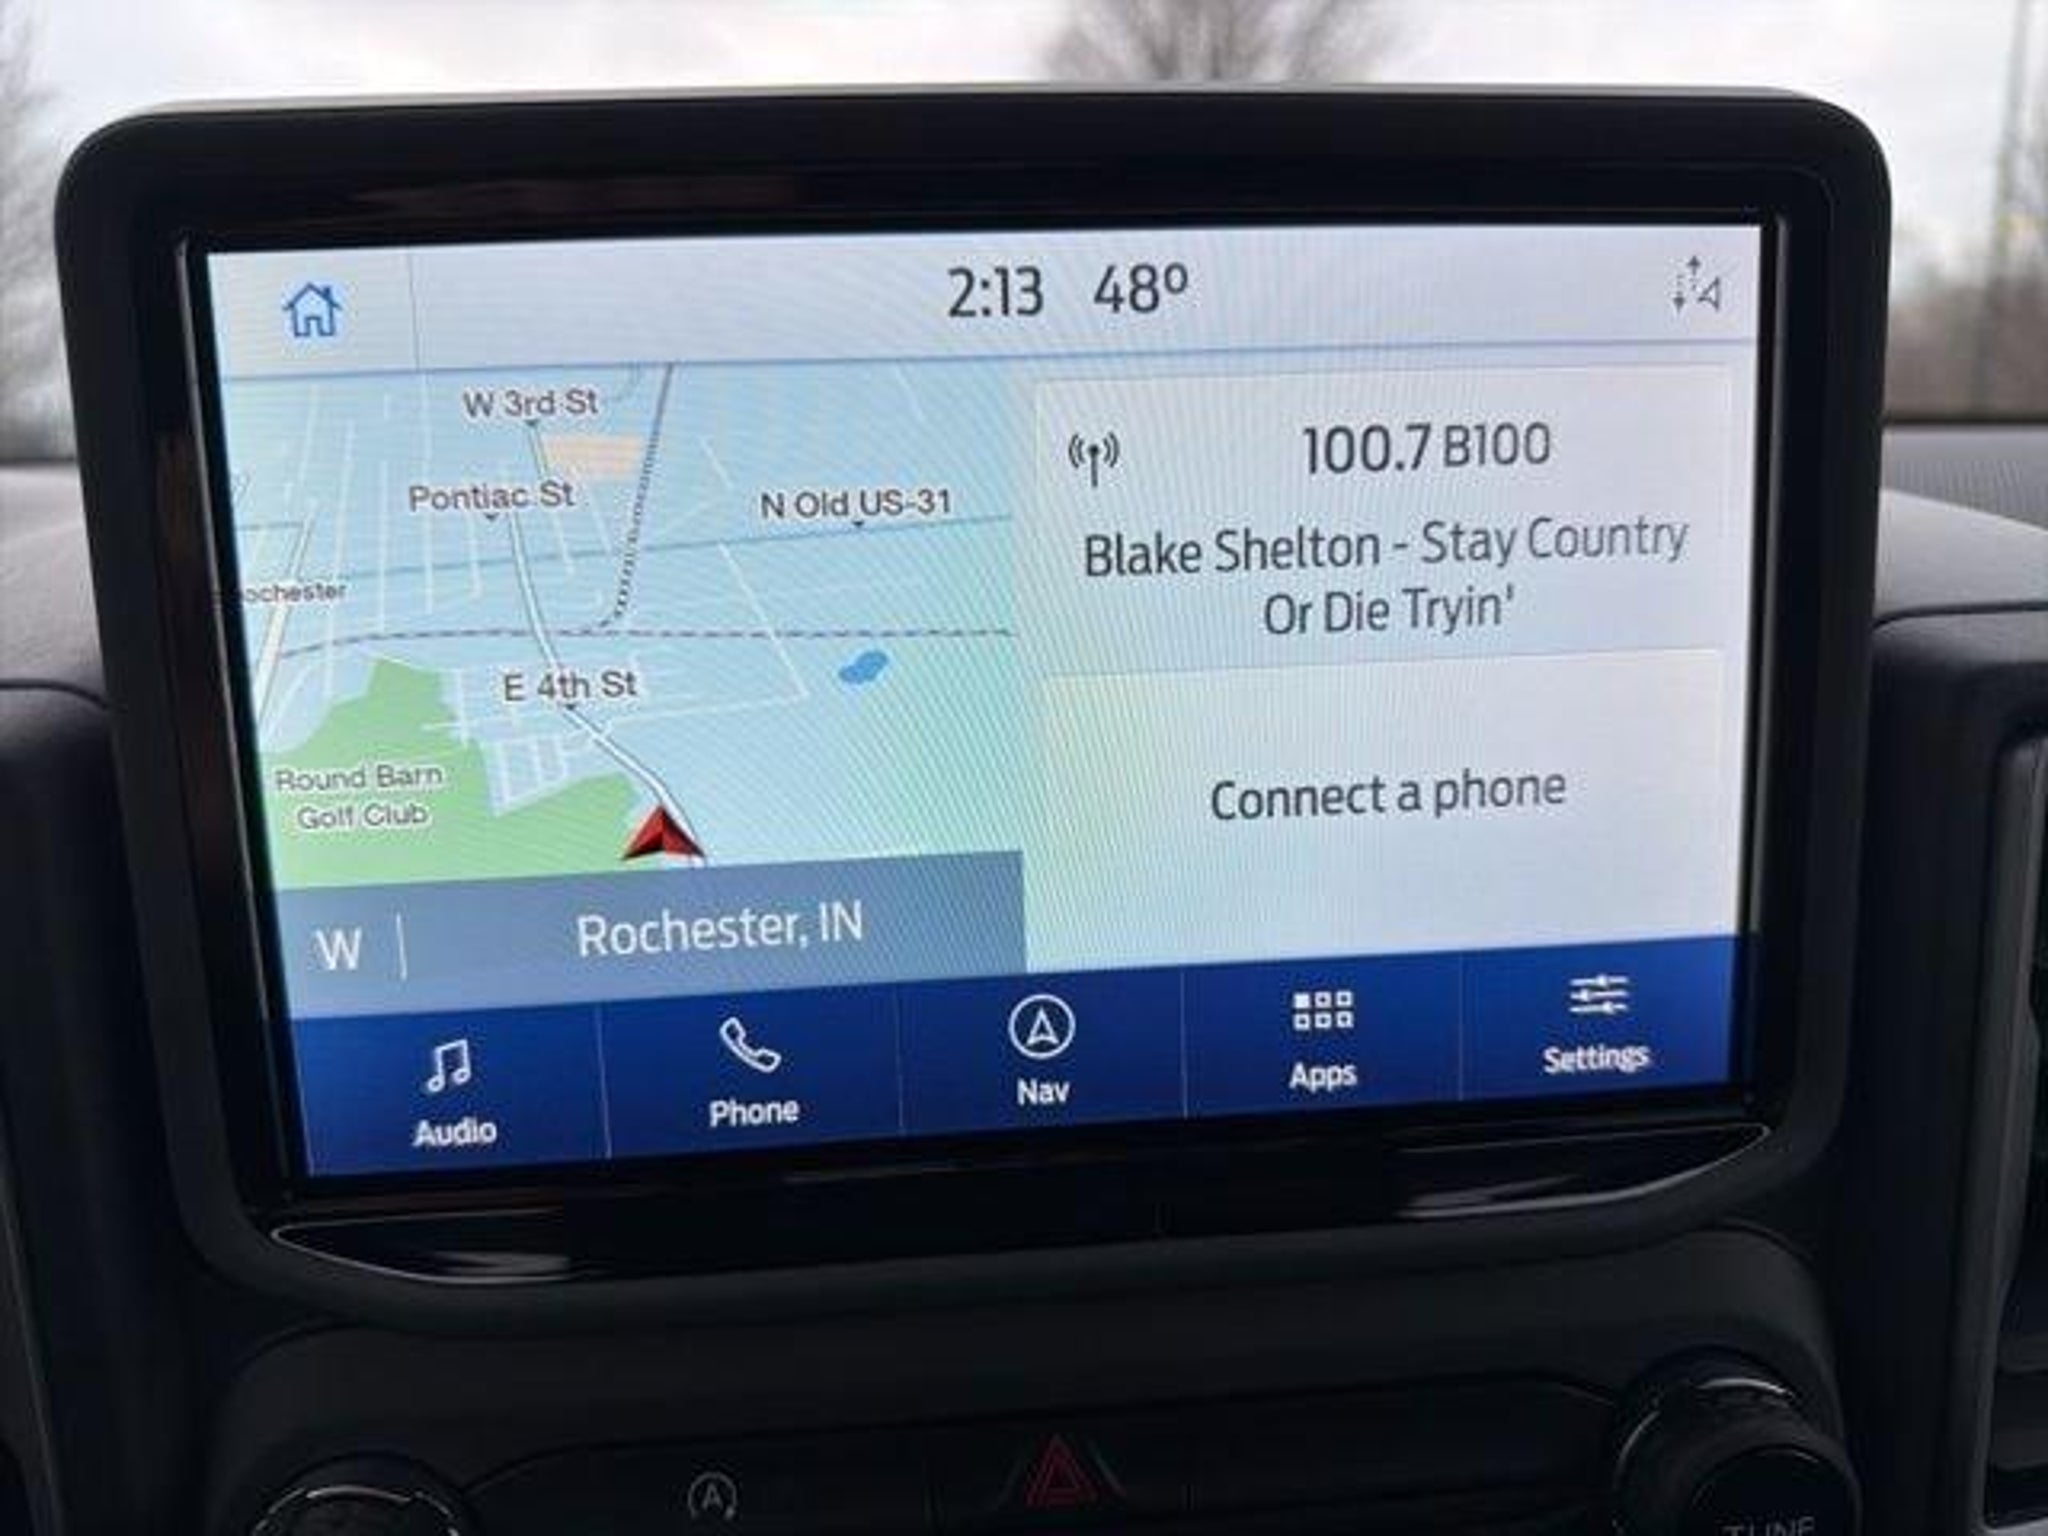 2:13 48°
W 3rd St
100.7 B100
Pontiac St
N Old US-31
Blake Shelton - Stay Country
Or Die Tryin'
ochester
E 4th St
Round Barn
Golf Club
Connect a phone
W
Rochester, IN
Audio
Phone
Nav
Apps
Settings
A
TUNE